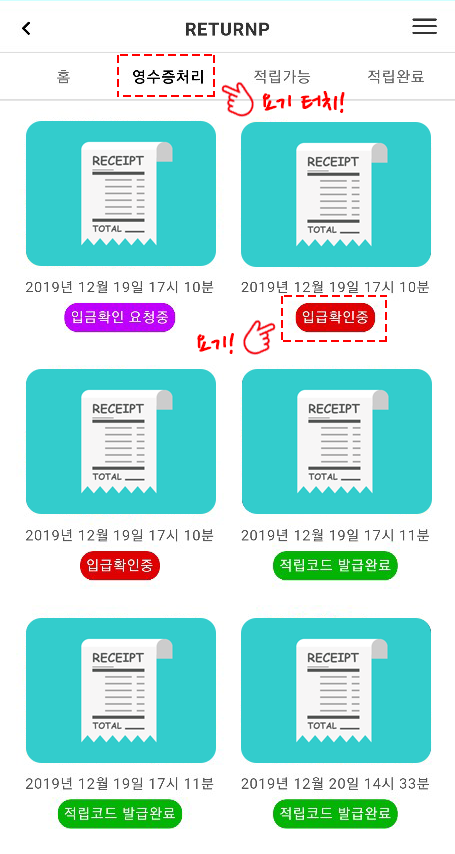 RETURNP
홈 영수증처리 적립가능 적립완료
요기 터치!
RECEIPT
TOTAL
RECEIPT
TOTAL
2019년 12월 19일 17시 10분
2019년 12월 19일 17시 10분
입금확인 요청중
입급확인중
요기!
RECEIPT
TOTAL
RECEIPT
TOTAL
2019년 12월 19일 17시 10분
2019년 12월 19일 17시 11분
입급확인중
적립코드 발급완료
RECEIPT
TOTAL
RECEIPT
TOTAL
2019년 12월 19일 17시 11분
2019년 12월 20일 14시 33분
적립코드 발급완료
적립코드 발급완료